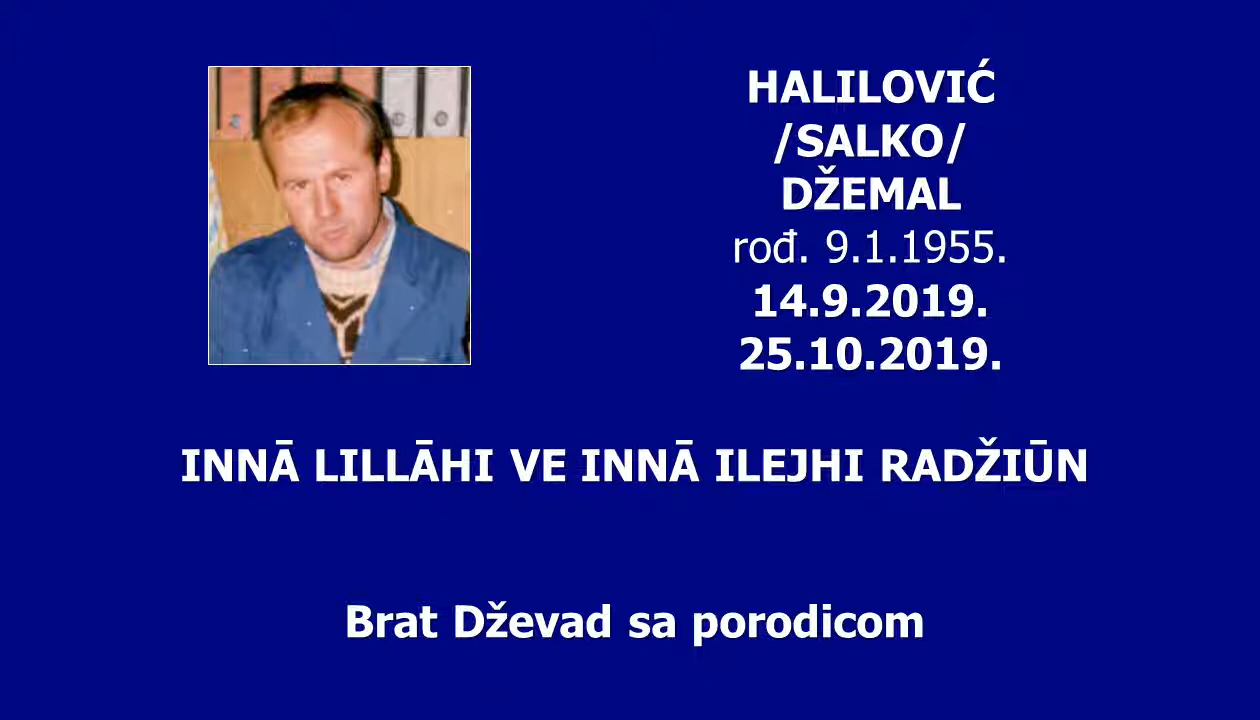 HALILOVIĆ
/SALKO/
DŽEMAL
rođ. 9.1.1955.
14.9.2019.
25.10.2019.
INNĀ LILLĀHI VE INNĀ ILEJHI RADŽIŪN
Brat Dževad sa porodicom